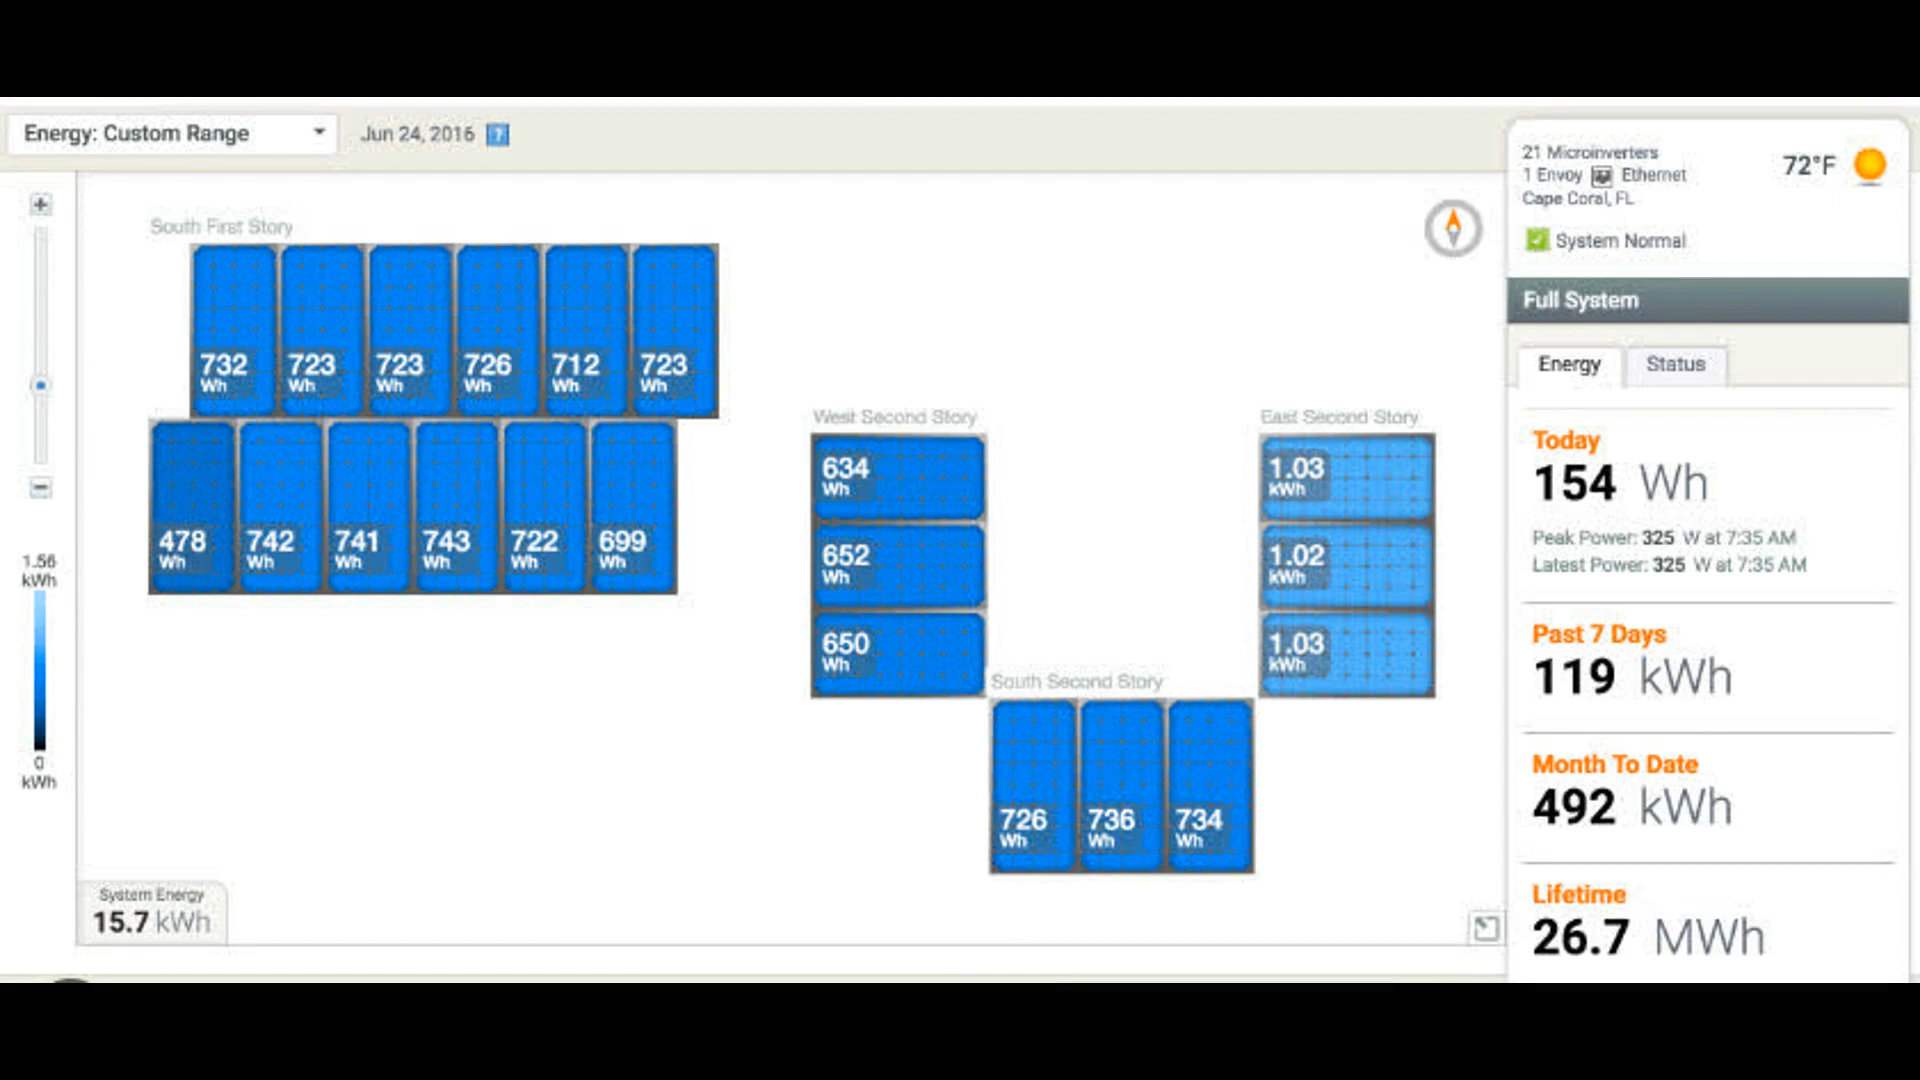 Energy: Custom Range
Jun 24, 2016 ?
21 Microinverters
1 Envoy Ethernet
Cape Coral, FL
72°F
System Normal
Full System
Energy Status
Today
154 Wh
Peak Power: 325 W at 7:35 AM
Latest Power: 325 W at 7:35 AM
Past 7 Days
119 kWh
Month To Date
492 kWh
Lifetime
26.7 MWh
South First Story
732 Wh
723 Wh
723 Wh
726 Wh
712 Wh
723 Wh
478 Wh
742 Wh
741 Wh
743 Wh
722 Wh
699 Wh
West Second Story
634 Wh
652 Wh
650 Wh
East Second Story
1.03 kWh
1.02 kWh
1.03 kWh
South Second Story
726 Wh
736 Wh
734 Wh
1.56
kWh
0
kWh
System Energy
15.7 kWh